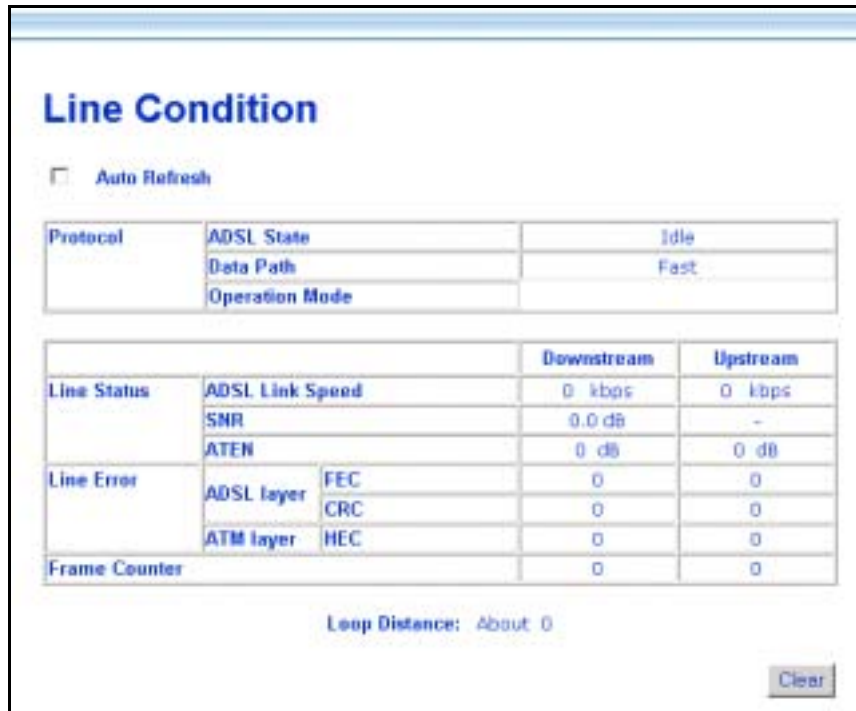 Line Condition
Auto Refresh
Protocol ADSL State Idle
Data Path Fast
Operation Mode
Downstream Upstream
Line Status ADSL Link Speed 0 kbps 0 kbps
SNR 0.0 dB -
ATEN 0 dB 0 dB
Line Error ADSL layer FEC 0 0
CRC 0 0
ATM layer HEC 0 0
Frame Counter 0 0
Loop Distance: About 0
Clear